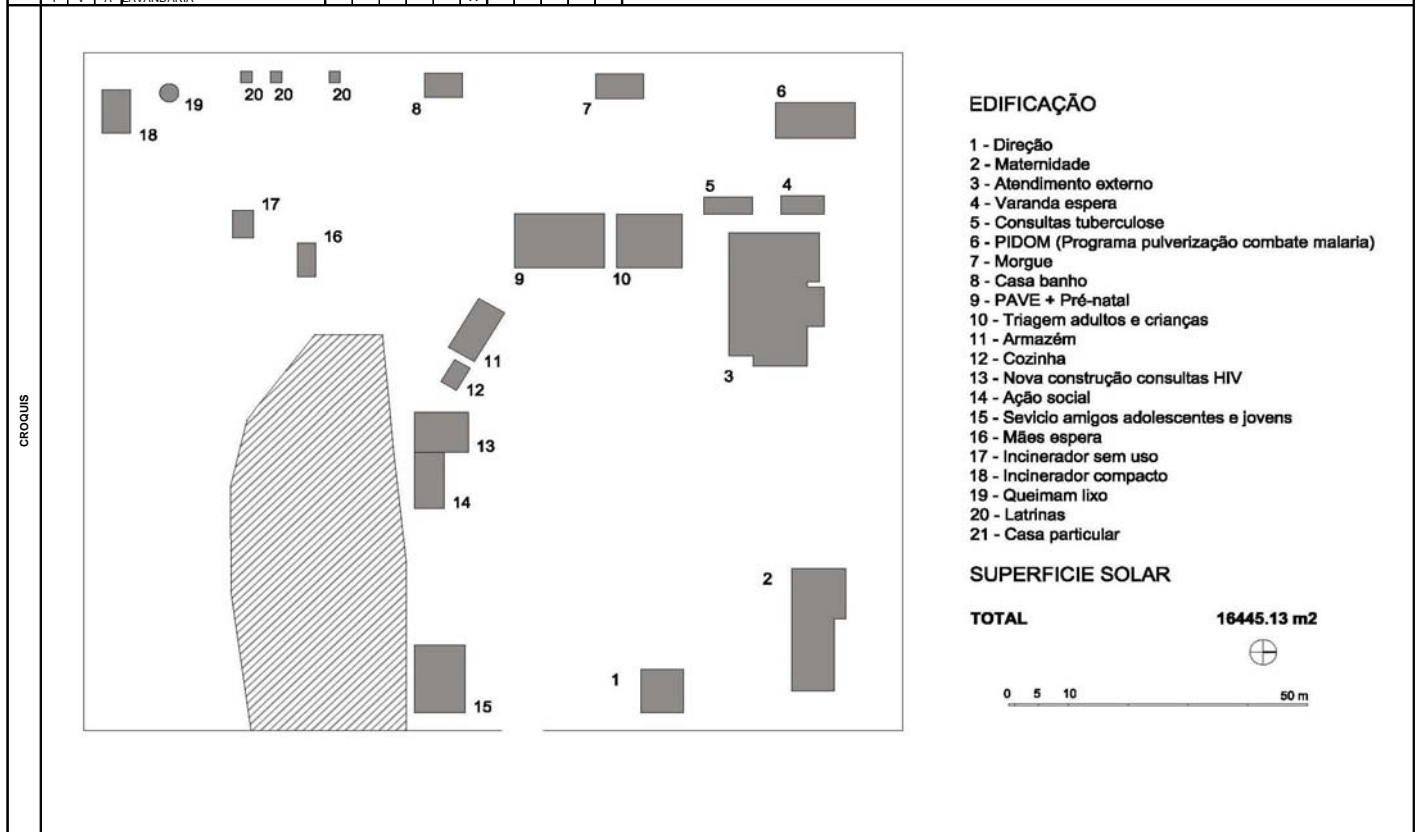 LAVANDARIA
CROQUIS
20 20 20
19
18
8
7
6
17
16
5
4
9
10
11
12
3
13
14
2
1
15
EDIFICAÇÃO
1 - Direção
2 - Maternidade
3 - Atendimento externo
4 - Varanda espera
5 - Consultas tuberculose
6 - PIDOM (Programa pulverização combate malaria)
7 - Morgue
8 - Casa banho
9 - PAVE + Pré-natal
10 - Triagem adultos e crianças
11 - Armazém
12 - Cozinha
13 - Nova construção consultas HIV
14 - Ação social
15 - Sevicio amigos adolescentes e jovens
16 - Mães espera
17 - Incinerador sem uso
18 - Incinerador compacto
19 - Queimam lixo
20 - Latrinas
21 - Casa particular
SUPERFICIE SOLAR
TOTAL 16445.13 m2
0 5 10 50 m